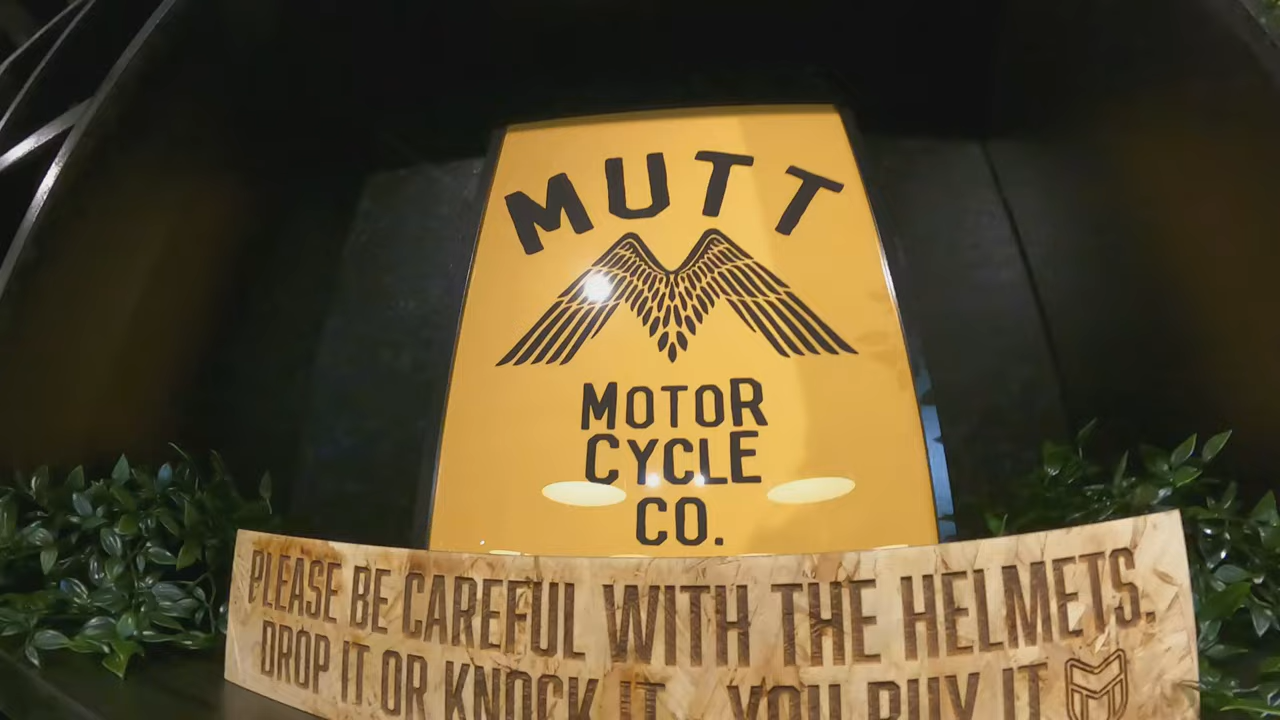 MUTT
MOTOR
CYCLE
CO.
PLEASE BE CAREFUL WITH THE HELMETS.
DROP IT OR KNOCK IT... YOU BUY IT